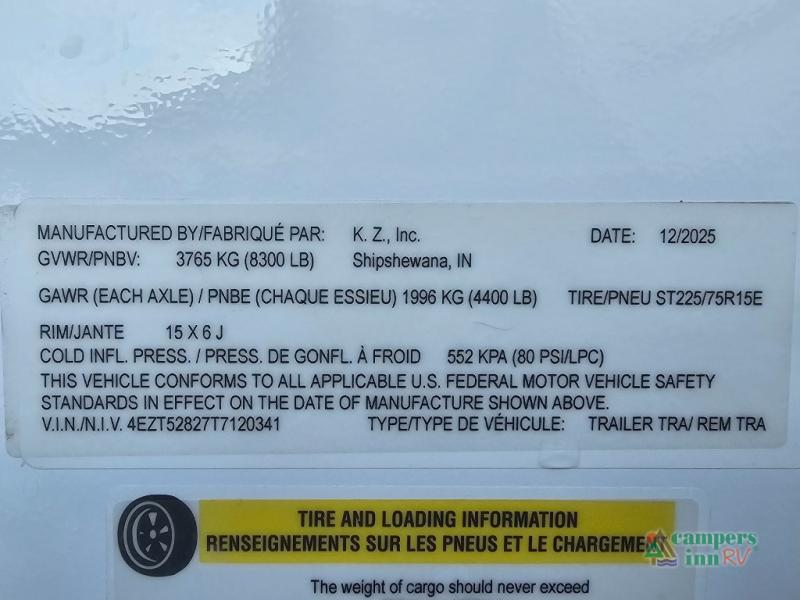 MANUFACTURED BY/FABRIQUÉ PAR: K. Z., Inc. DATE: 12/2025
GVWR/PNBV: 3765 KG (8300 LB) Shipshewana, IN
GAWR (EACH AXLE) / PNBE (CHAQUE ESSIEU) 1996 KG (4400 LB) TIRE/PNEU ST225/75R15E
RIM/JANTE 15 X 6 J
COLD INFL. PRESS. / PRESS. DE GONFL. À FROID 552 KPA (80 PSI/LPC)
THIS VEHICLE CONFORMS TO ALL APPLICABLE U.S. FEDERAL MOTOR VEHICLE SAFETY
STANDARDS IN EFFECT ON THE DATE OF MANUFACTURE SHOWN ABOVE.
V.I.N./N.I.V. 4EZT52827T7120341 TYPE/TYPE DE VÉHICULE: TRAILER TRA/ REM TRA
TIRE AND LOADING INFORMATION
RENSEIGNEMENTS SUR LES PNEUS ET LE CHARGEMENT
The weight of cargo should never exceed
campers
inn RV